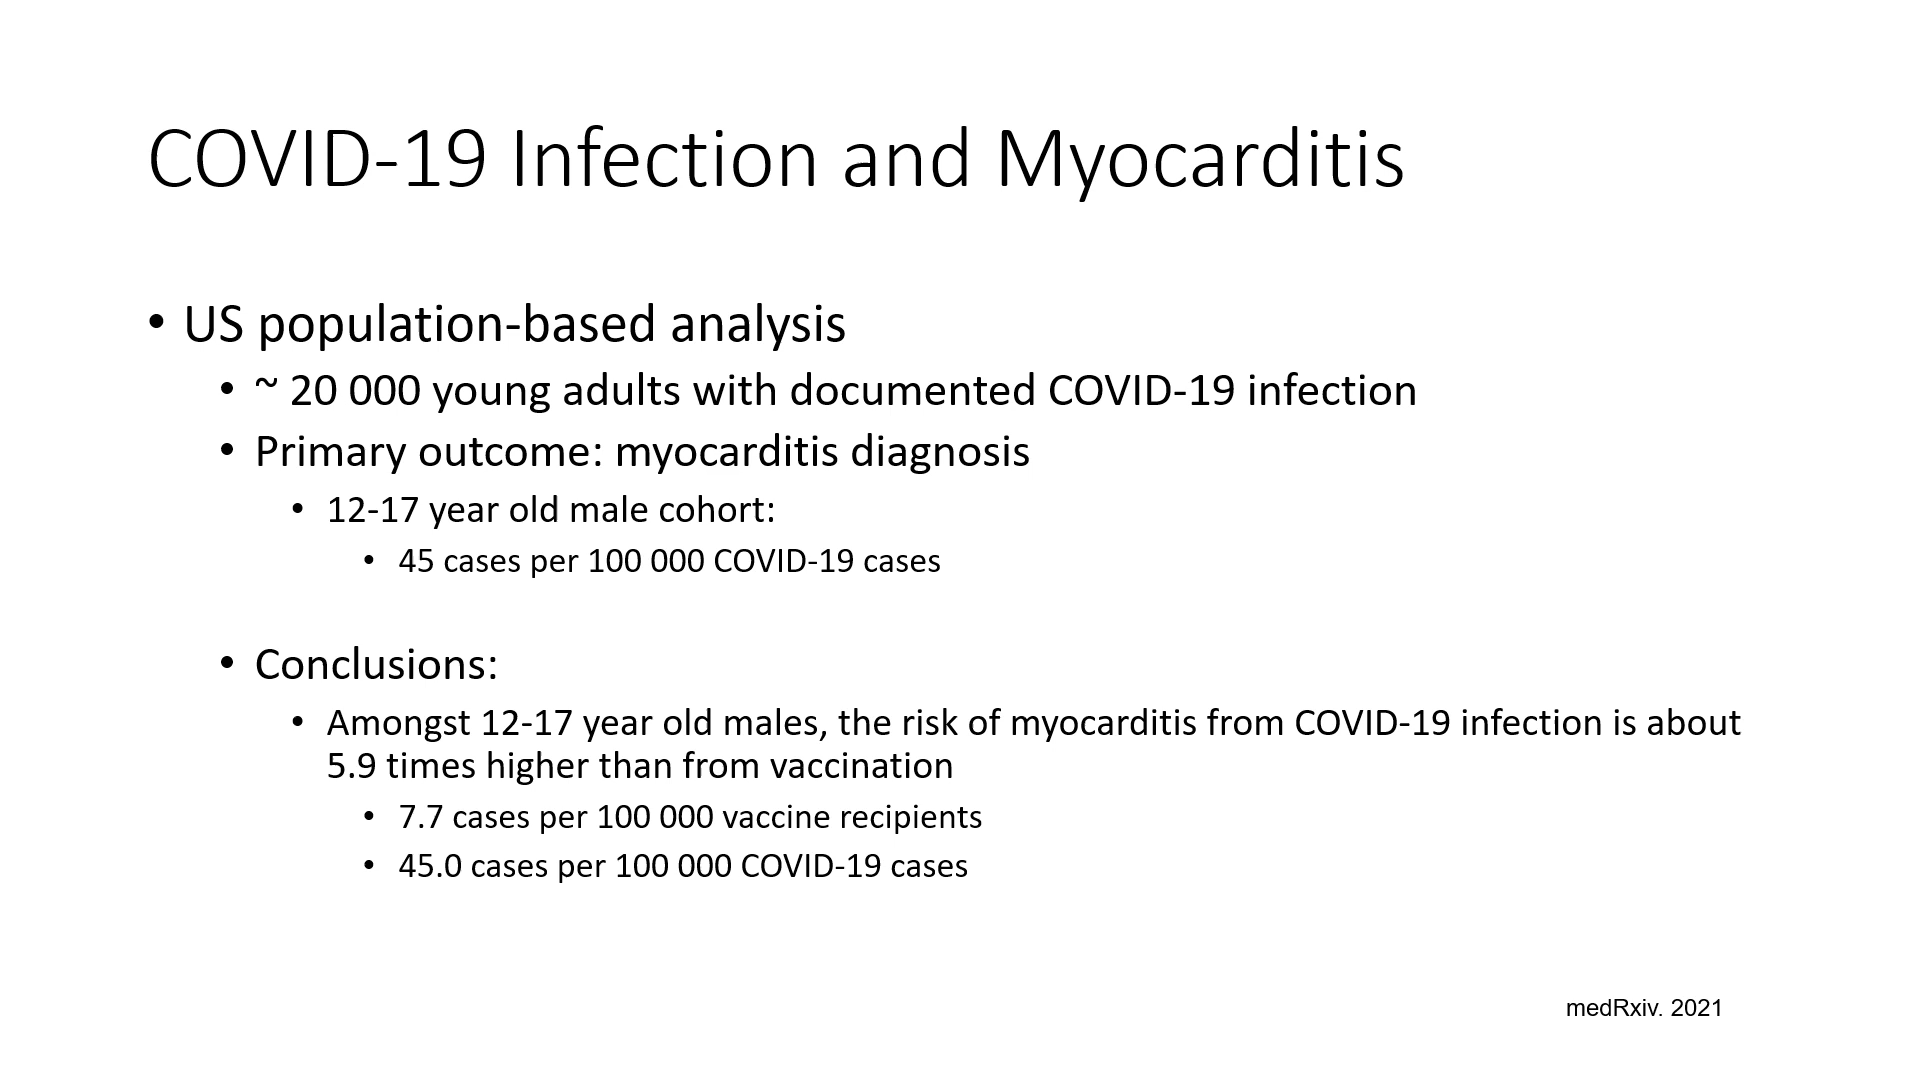 COVID-19 Infection and Myocarditis
• US population-based analysis
• ~ 20 000 young adults with documented COVID-19 infection
• Primary outcome: myocarditis diagnosis
• 12-17 year old male cohort:
• 45 cases per 100 000 COVID-19 cases
• Conclusions:
• Amongst 12-17 year old males, the risk of myocarditis from COVID-19 infection is about
5.9 times higher than from vaccination
• 7.7 cases per 100 000 vaccine recipients
• 45.0 cases per 100 000 COVID-19 cases
medRxiv. 2021